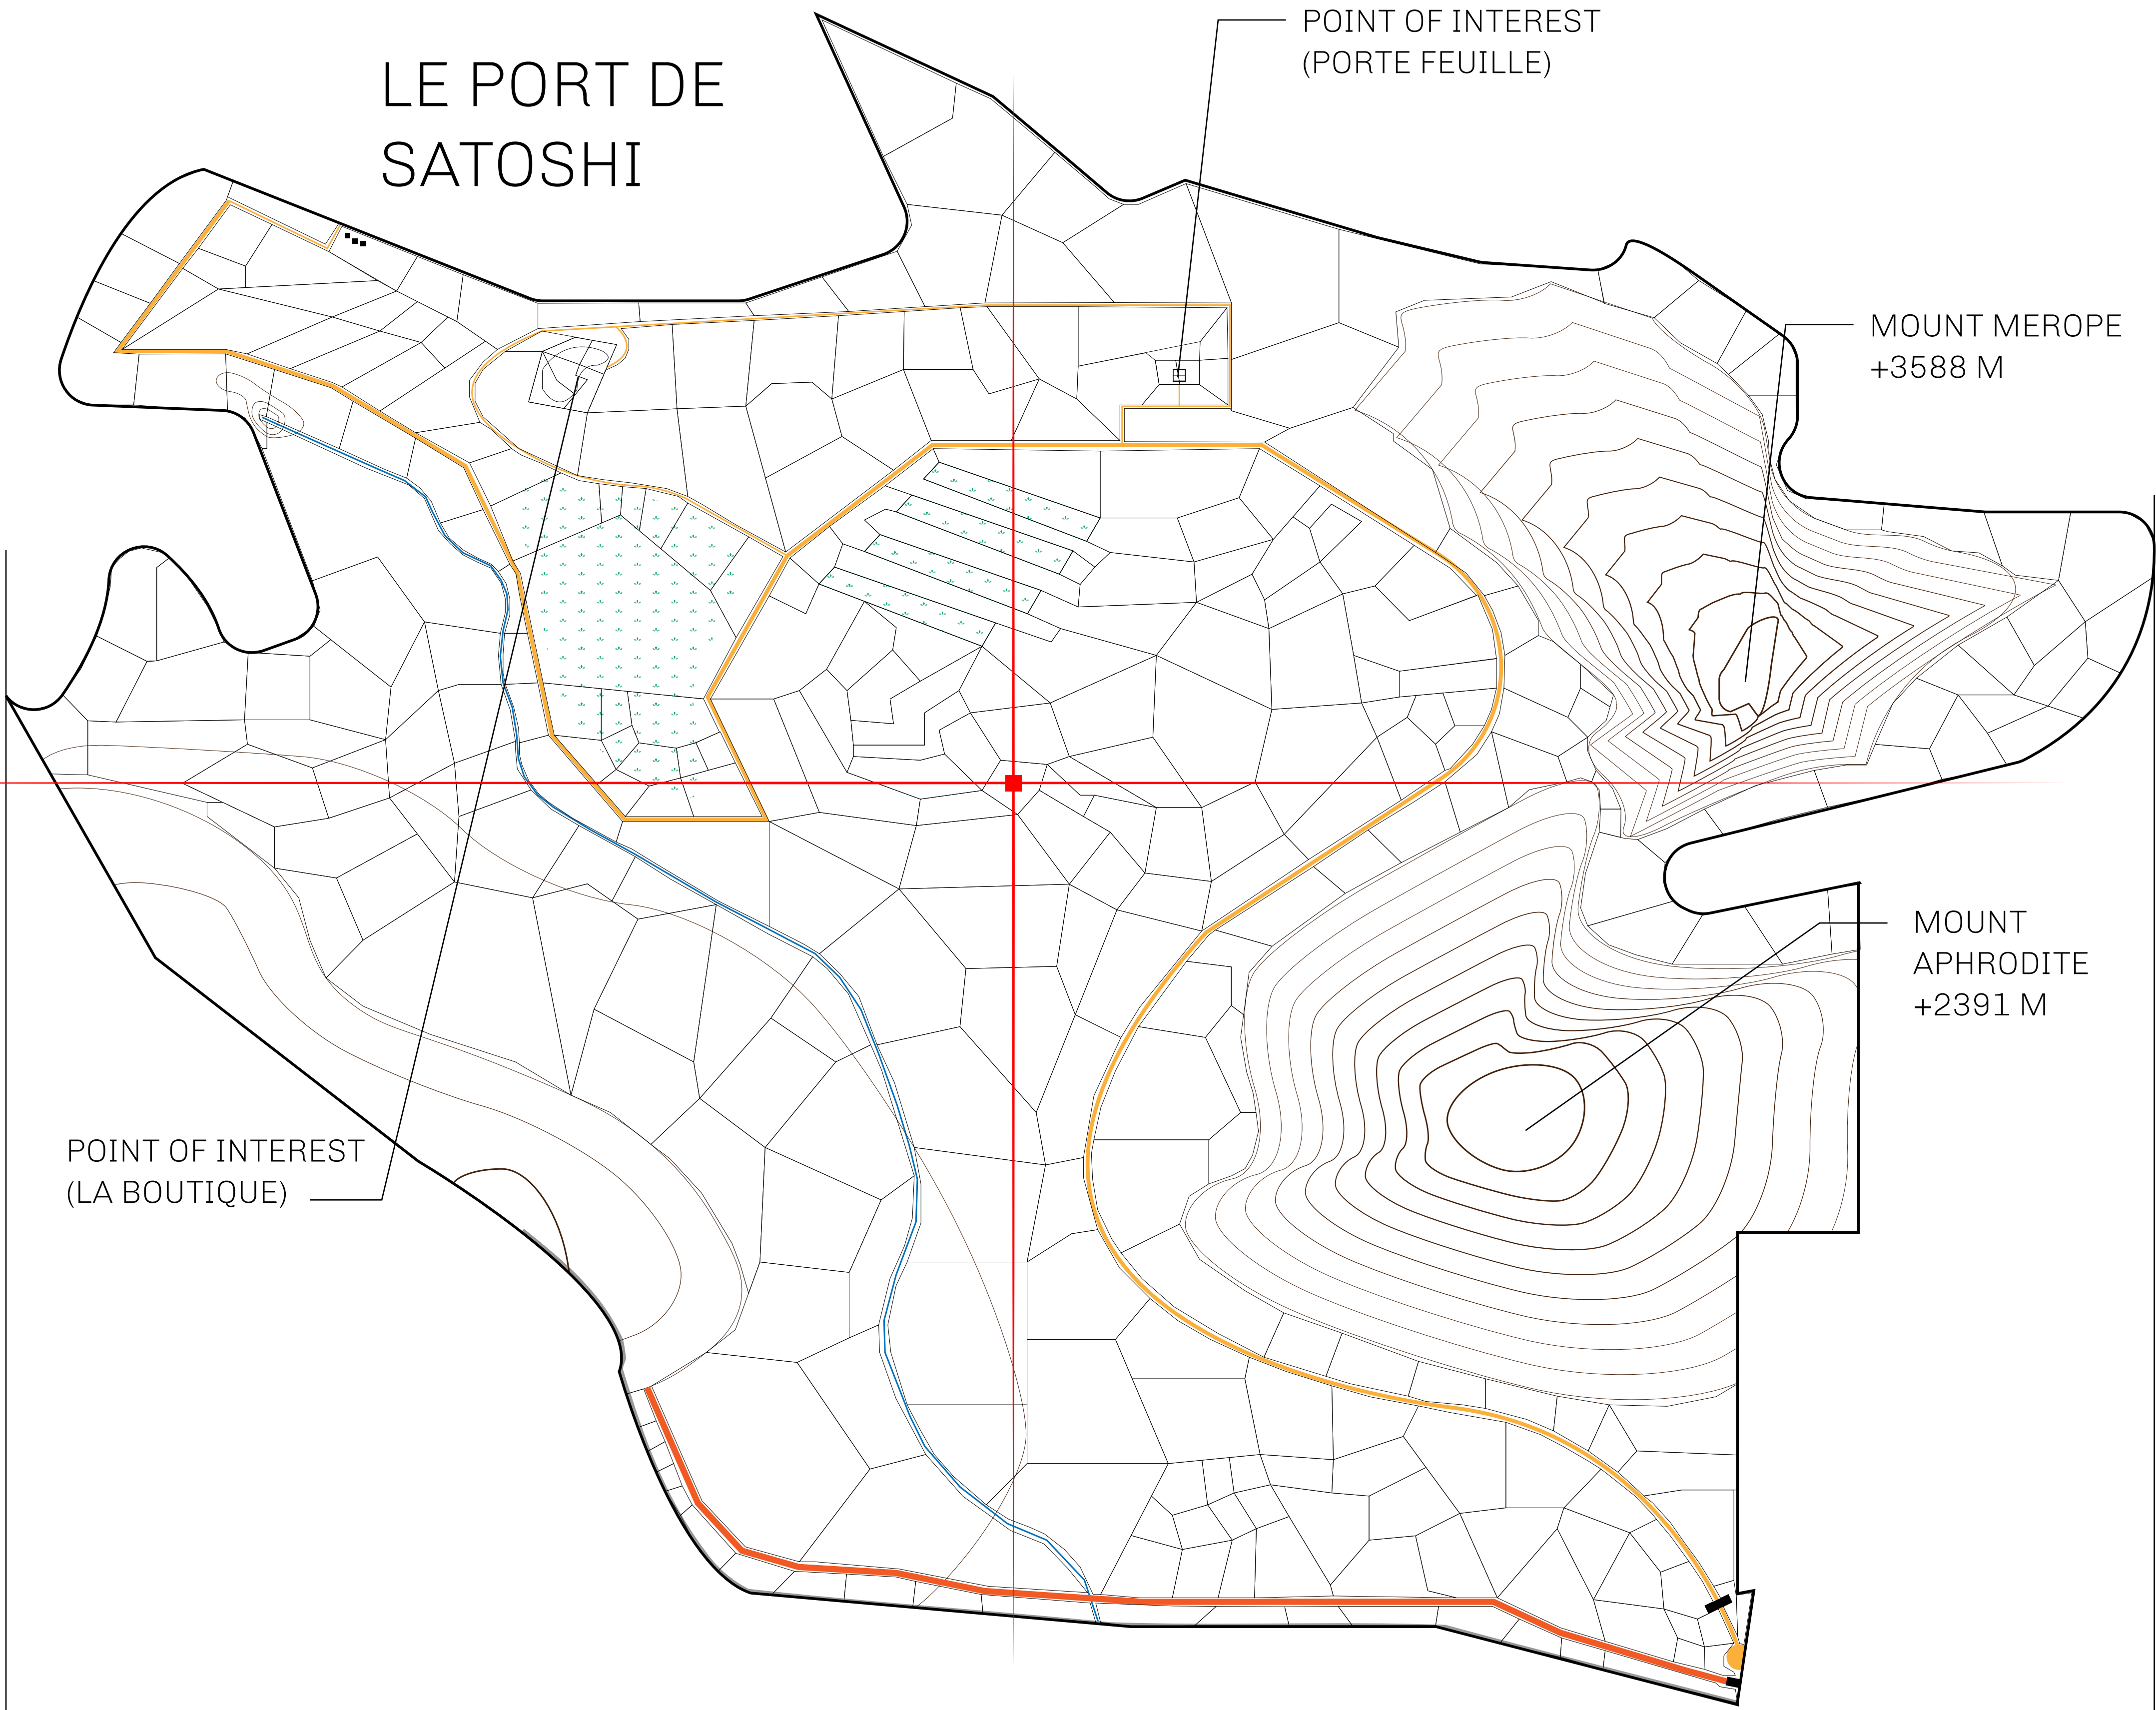 LE PORT DE
SATOSHI
POINT OF INTEREST
(PORTE FEUILLE)
MOUNT MEROPE
+3588 M
MOUNT
APHRODITE
+2391 M
POINT OF INTEREST
(LA BOUTIQUE)